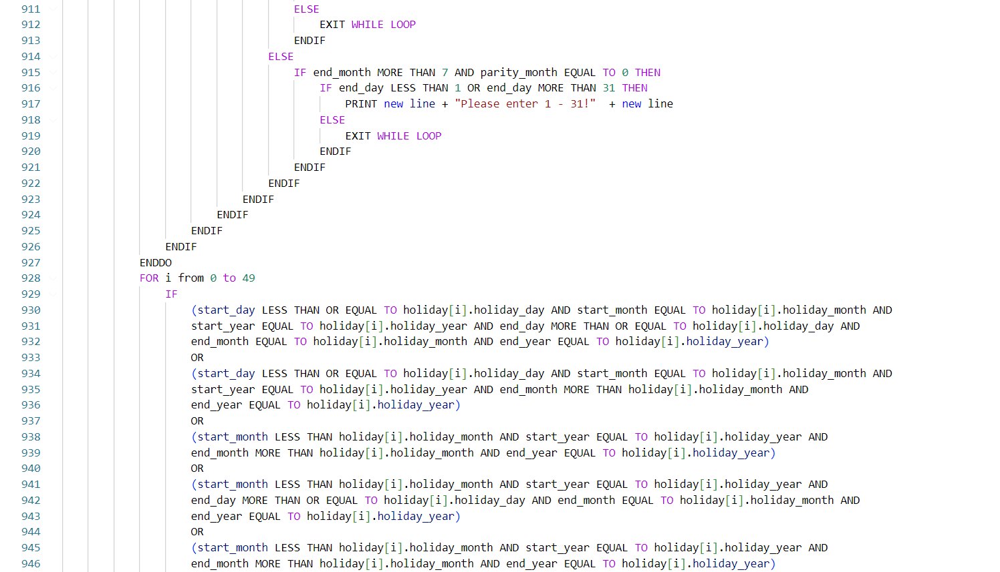 911 ELSE
912 EXIT WHILE LOOP
913 ENDIF
914 ELSE
915 IF end_month MORE THAN 7 AND parity_month EQUAL TO 0 THEN
916 IF end_day LESS THAN 1 OR end_day MORE THAN 31 THEN
917 PRINT new line + "Please enter 1 - 31!"  + new line
918 ELSE
919 EXIT WHILE LOOP
920 ENDIF
921 ENDIF
922 ENDIF
923 ENDIF
924 ENDIF
925 ENDIF
926 ENDIF
927 ENDDO
928 FOR i from 0 to 49
929 IF
930 (start_day LESS THAN OR EQUAL TO holiday[i].holiday_day AND start_month EQUAL TO holiday[i].holiday_month AND
931 start_year EQUAL TO holiday[i].holiday_year AND end_day MORE THAN OR EQUAL TO holiday[i].holiday_day AND
932 end_month EQUAL TO holiday[i].holiday_month AND end_year EQUAL TO holiday[i].holiday_year)
933 OR
934 (start_day LESS THAN OR EQUAL TO holiday[i].holiday_day AND start_month EQUAL TO holiday[i].holiday_month AND
935 start_year EQUAL TO holiday[i].holiday_year AND end_month MORE THAN holiday[i].holiday_month AND
936 end_year EQUAL TO holiday[i].holiday_year)
937 OR
938 (start_month LESS THAN holiday[i].holiday_month AND start_year EQUAL TO holiday[i].holiday_year AND
939 end_month MORE THAN holiday[i].holiday_month AND end_year EQUAL TO holiday[i].holiday_year)
940 OR
941 (start_month LESS THAN holiday[i].holiday_month AND start_year EQUAL TO holiday[i].holiday_year AND
942 end_day MORE THAN OR EQUAL TO holiday[i].holiday_day AND end_month EQUAL TO holiday[i].holiday_month AND
943 end_year EQUAL TO holiday[i].holiday_year)
944 OR
945 (start_month LESS THAN holiday[i].holiday_month AND start_year EQUAL TO holiday[i].holiday_year AND
946 end_month MORE THAN holiday[i].holiday_month AND end_year EQUAL TO holiday[i].holiday_year)